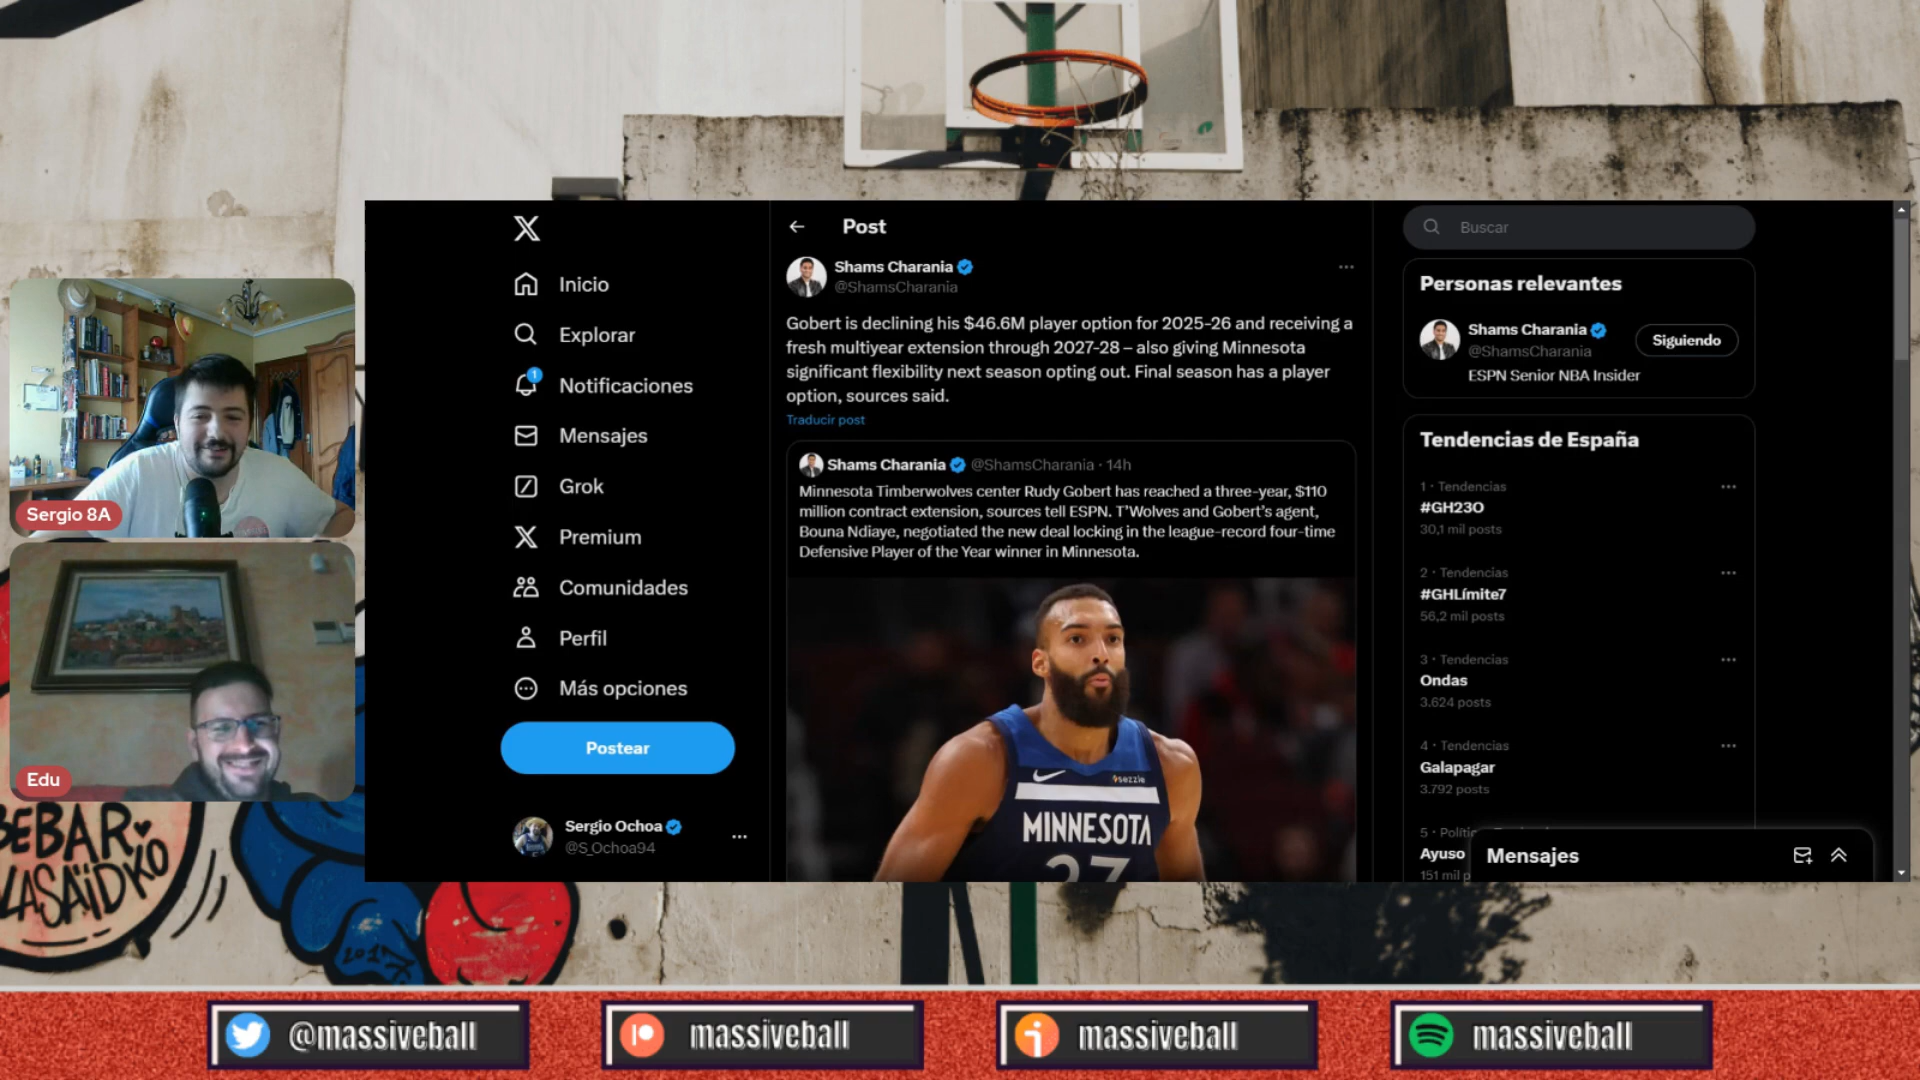 Inicio
Explorar
1
Notificaciones
Mensajes
Grok
Premium
Comunidades
Perfil
Más opciones
Postear
Sergio Ochoa
@S_Ochoa94
Post
Shams Charania
@ShamsCharania
Gobert is declining his $46.6M player option for 2025-26 and receiving a
fresh multiyear extension through 2027-28 – also giving Minnesota
significant flexibility next season opting out. Final season has a player
option, sources said.
Traducir post
Shams Charania @ShamsCharania · 14h
Minnesota Timberwolves center Rudy Gobert has reached a three-year, $110
million contract extension, sources tell ESPN. T'Wolves and Gobert's agent,
Bouna Ndiaye, negotiated the new deal locking in the league-record four-time
Defensive Player of the Year winner in Minnesota.
sezzle
MINNESOTA
27
Buscar
Personas relevantes
Shams Charania
@ShamsCharania
Siguiendo
ESPN Senior NBA Insider
Tendencias de España
1 · Tendencias
#GH23O
30,1 mil posts
2 · Tendencias
#GHLímite7
56,2 mil posts
3 · Tendencias
Ondas
3.624 posts
4 · Tendencias
Galapagar
3.792 posts
Ayuso
151 mil p
Mensajes
Sergio 8A
Edu
@massiveball
massiveball
massiveball
massiveball